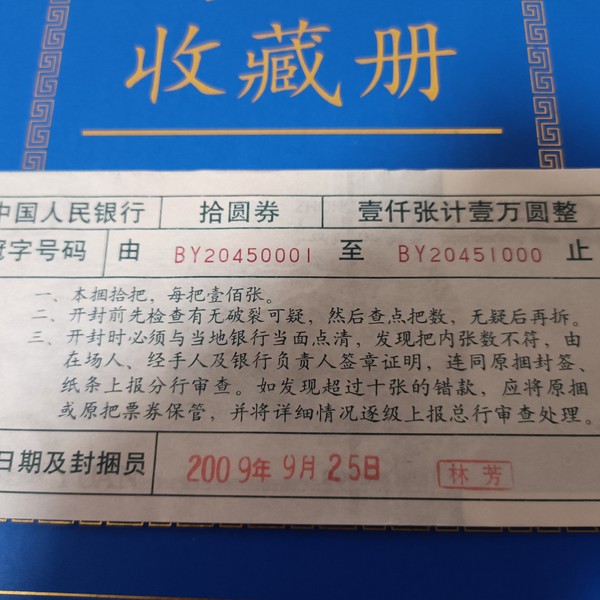 收藏册
中国人民银行 拾圆券 壹仟张计壹万圆整
冠字号码 由 BY20450001 至 BY20451000 止
一、本捆拾把，每把壹佰张。
二、开封前先检查有无破裂可疑，然后查点把数，无疑后再拆。
三、开封时必须与当地银行当面点清，发现把内张数不符，由
在场人、经手人及银行负责人签章证明，连同原捆封签、
纸条上报分行审查。如发现超过十张的错款，应将原捆
或原把票券保管，并将详细情况逐级上报总行审查处理。
日期及封捆员 2009年9月25日 林芳